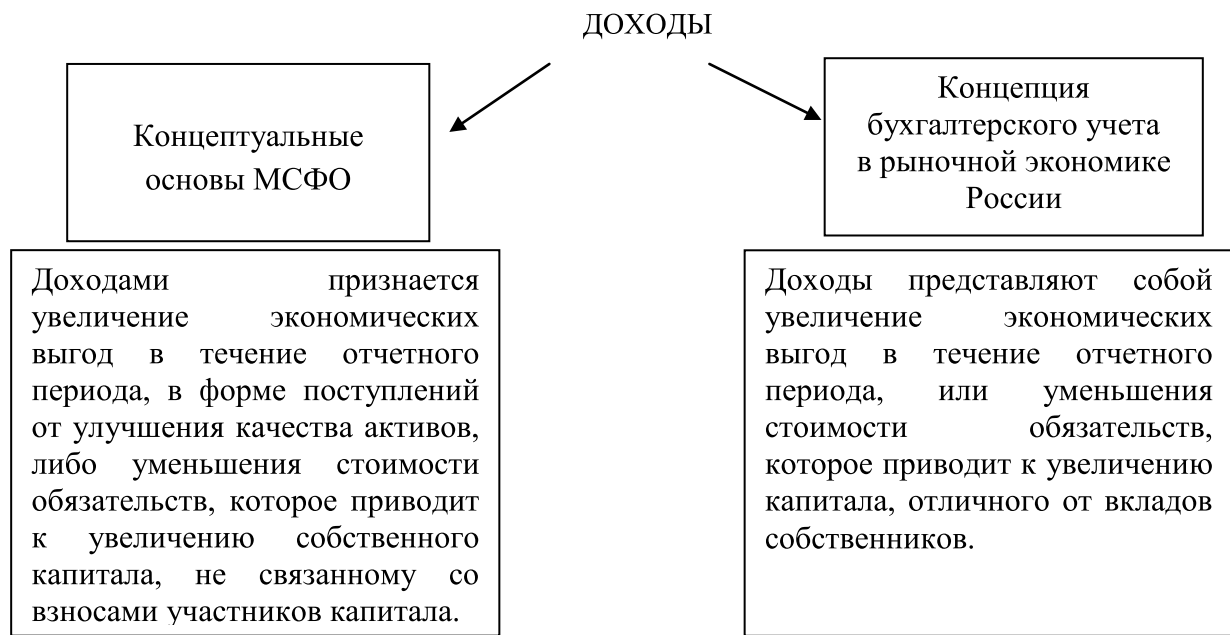 ДОХОДЫ
Концептуальные
основы МСФО
Концепция
бухгалтерского учета
в рыночной экономике
России
Доходами признается
увеличение экономических
выгод в течение отчетного
периода, в форме поступлений
от улучшения качества активов,
либо уменьшения стоимости
обязательств, которое приводит
к увеличению собственного
капитала, не связанному со
взносами участников капитала.
Доходы представляют собой
увеличение экономических
выгод в течение отчетного
периода, или уменьшения
стоимости обязательств,
которое приводит к увеличению
капитала, отличного от вкладов
собственников.